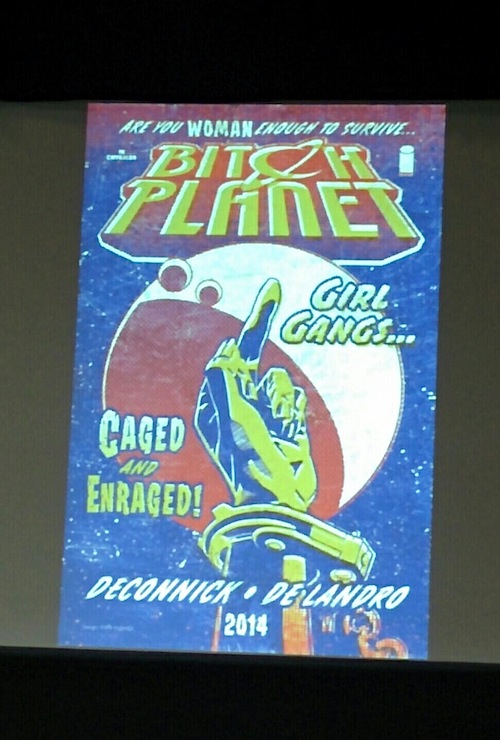 ARE YOU WOMAN ENOUGH TO SURVIVE...
BITCH
PLANET
GIRL
GANGS...
CAGED
AND
ENRAGED!
DECONNICK • DE LANDRO
2014